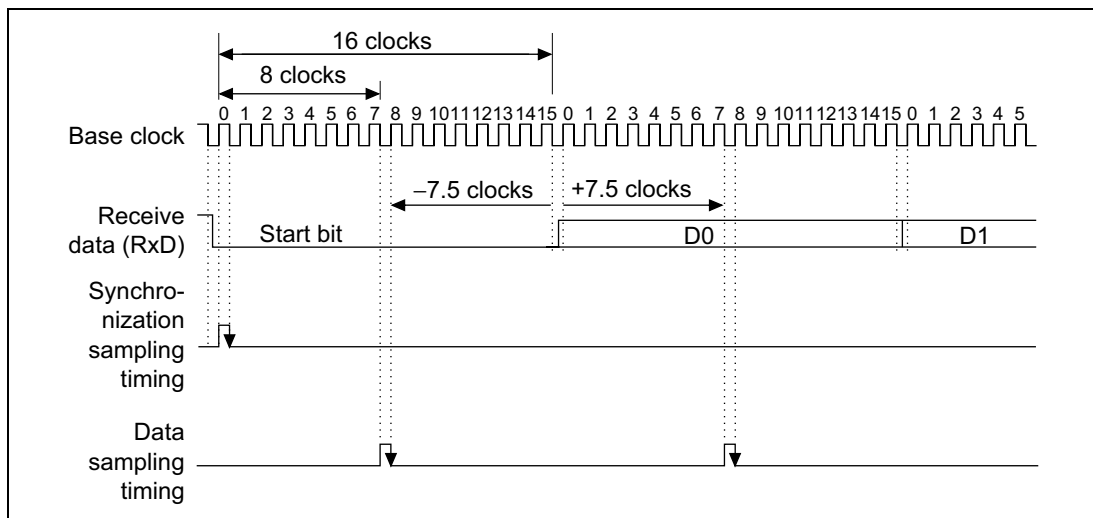 16 clocks
8 clocks
0 1 2 3 4 5 6 7 8 9 10 11 12 13 14 15 0 1 2 3 4 5 6 7 8 9 10 11 12 13 14 15 0 1 2 3 4 5
Base clock
–7.5 clocks +7.5 clocks
Receive
data (RxD)
Start bit D0 D1
Synchro-
nization
sampling
timing
Data
sampling
timing